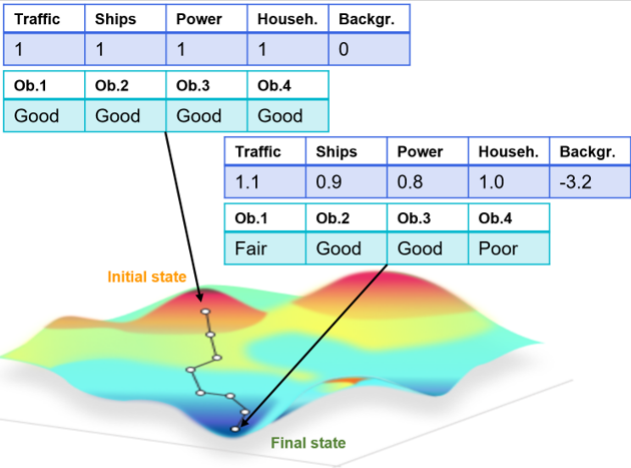 Traffic Ships Power Househ. Backgr.
1 1 1 1 0
Ob.1 Ob.2 Ob.3 Ob.4
Good Good Good Good
Traffic Ships Power Househ. Backgr.
1.1 0.9 0.8 1.0 -3.2
Ob.1 Ob.2 Ob.3 Ob.4
Fair Good Good Poor
Initial state
Final state